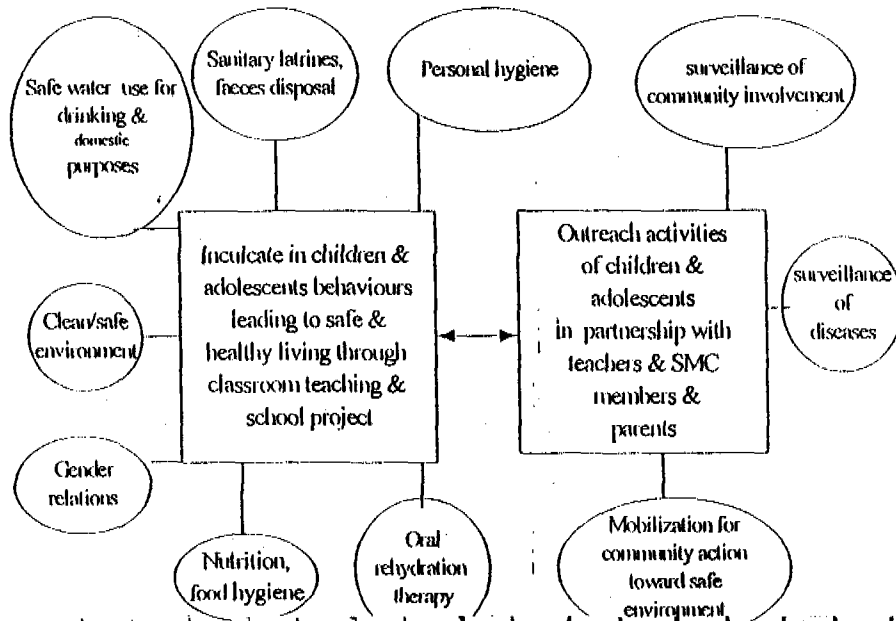 Safe water use for
drinking &
domestic
purposes
Sanitary latrines,
faeces disposal
Personal hygiene
surveillance of
community involvement
Inculcate in children &
adolescents behaviours
leading to safe &
healthy living through
classroom teaching &
school project
Outreach activities
of children &
adolescents
in partnership with
teachers & SMC
members &
parents
surveillance
of
diseases
Clean/safe
environment
Gender
relations
Nutrition,
food hygiene
Oral
rehydration
therapy
Mobilization for
community action
toward safe
environment